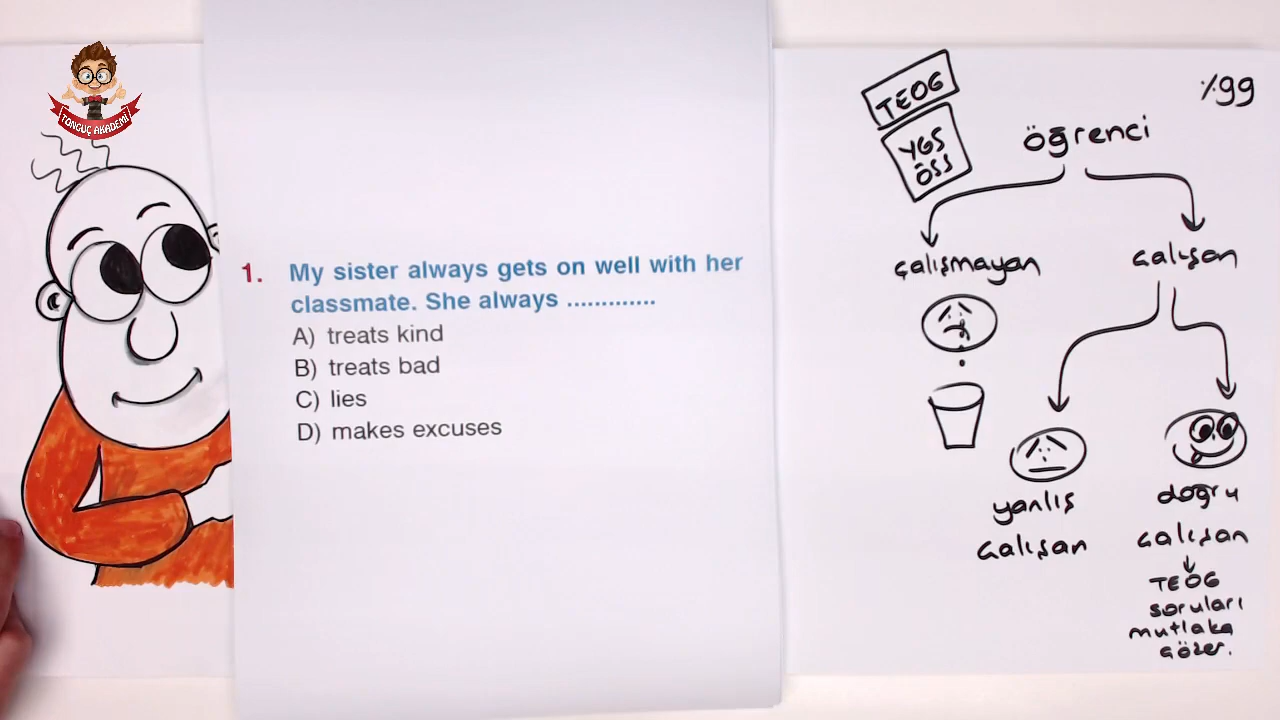 TONGUÇ AKADEMİ
1. My sister always gets on well with her
classmate. She always .............
A) treats kind
B) treats bad
C) lies
D) makes excuses
TEOG
YGS
ÖSS
%99
öğrenci
çalışmayan
çalışan
yanlış
çalışan
doğru
çalışan
TEOG
soruları
mutlaka
çözer.